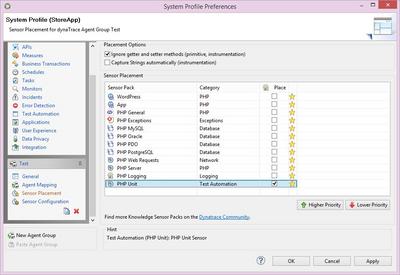 System Profile Preferences
System Profile (StoreApp)
Sensor Placement for dynaTrace Agent Group Test
APIs
Measures
Business Transactions
Schedules
Tasks
Monitors
Incidents
Error Detection
Test Automation
Applications
User Experience
Data Privacy
Integration
Test
General
Agent Mapping
Sensor Placement
Sensor Configuration
New Agent Group
Paste Agent Group
Placement Options
Ignore getter and setter methods (primitive, instrumentation)
Capture Strings automatically (instrumentation)
Sensor Placement
Sensor Pack Category Place
WordPress PHP
App PHP
PHP General PHP
PHP Exceptions Exceptions
PHP MySQL Database
PHP Oracle Database
PHP PDO Database
PHP PostgreSQL Database
PHP Web Requests Network
PHP Server PHP
PHP Logging Logging
PHP Unit Test Automation
Higher Priority Lower Priority
Find more Knowledge Sensor Packs on the Dynatrace Community.
Hint
Test Automation (PHP Unit): PHP Unit Sensor
OK Cancel Apply